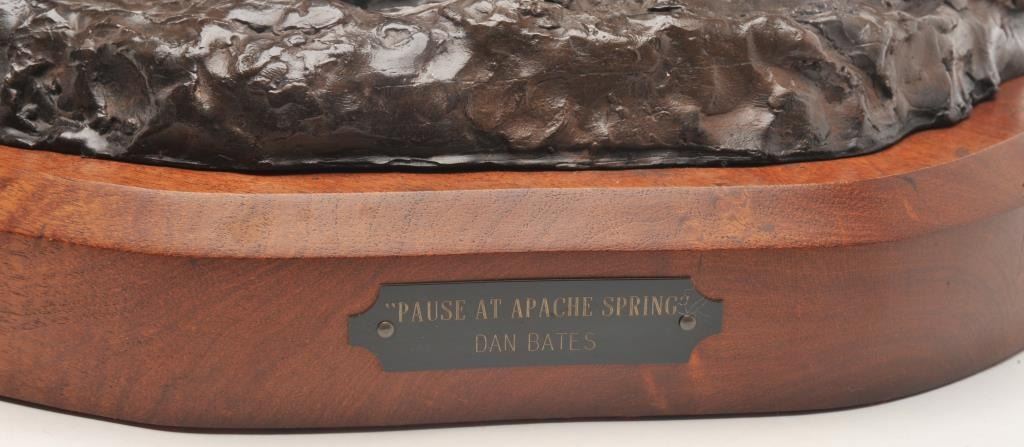 "PAUSE AT APACHE SPRING
DAN BATES